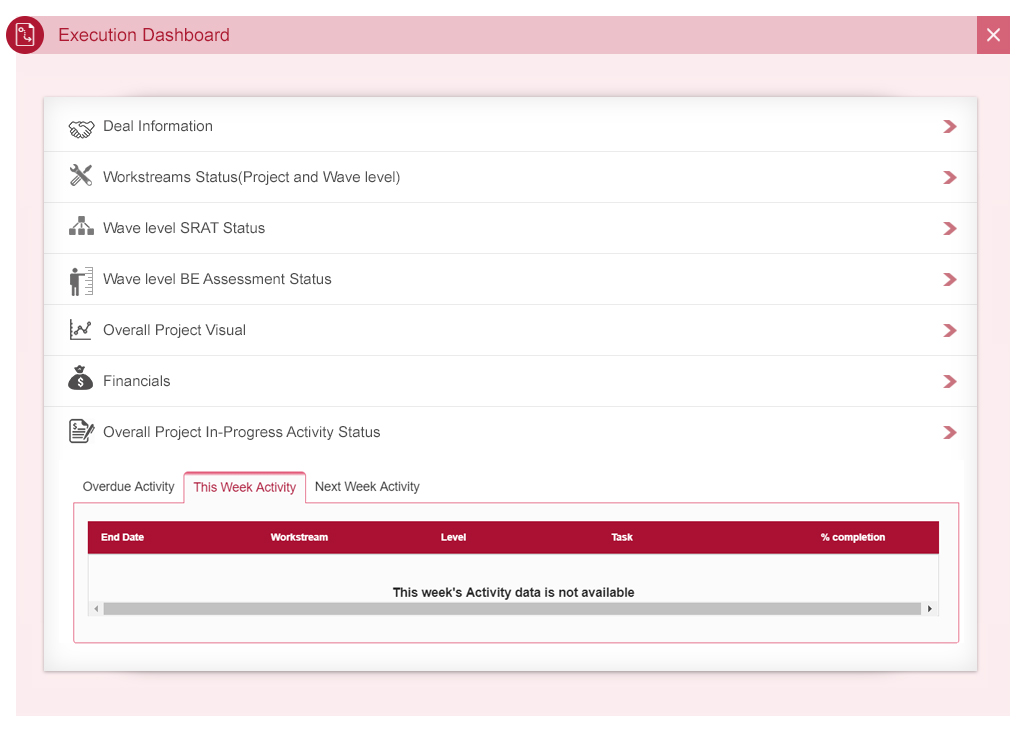 Execution Dashboard
Deal Information
Workstreams Status(Project and Wave level)
Wave level SRAT Status
Wave level BE Assessment Status
Overall Project Visual
$
Financials
$
Overall Project In-Progress Activity Status
Overdue Activity This Week Activity Next Week Activity
End Date Workstream Level Task % completion
This week's Activity data is not available